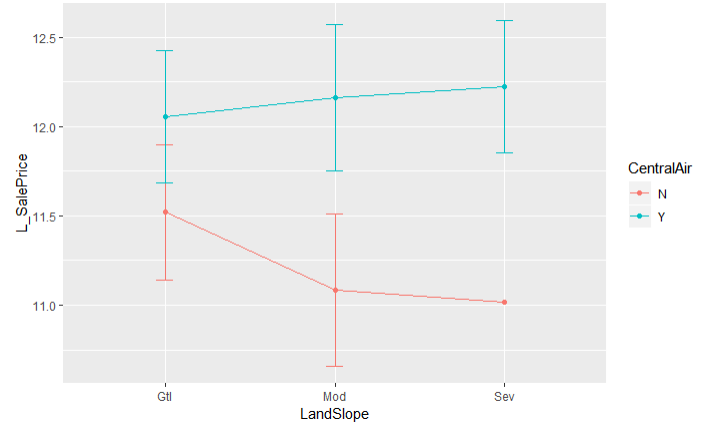 12.5
12.0
11.5
11.0
L_SalePrice
Gtl
Mod
Sev
LandSlope
CentralAir
N
Y